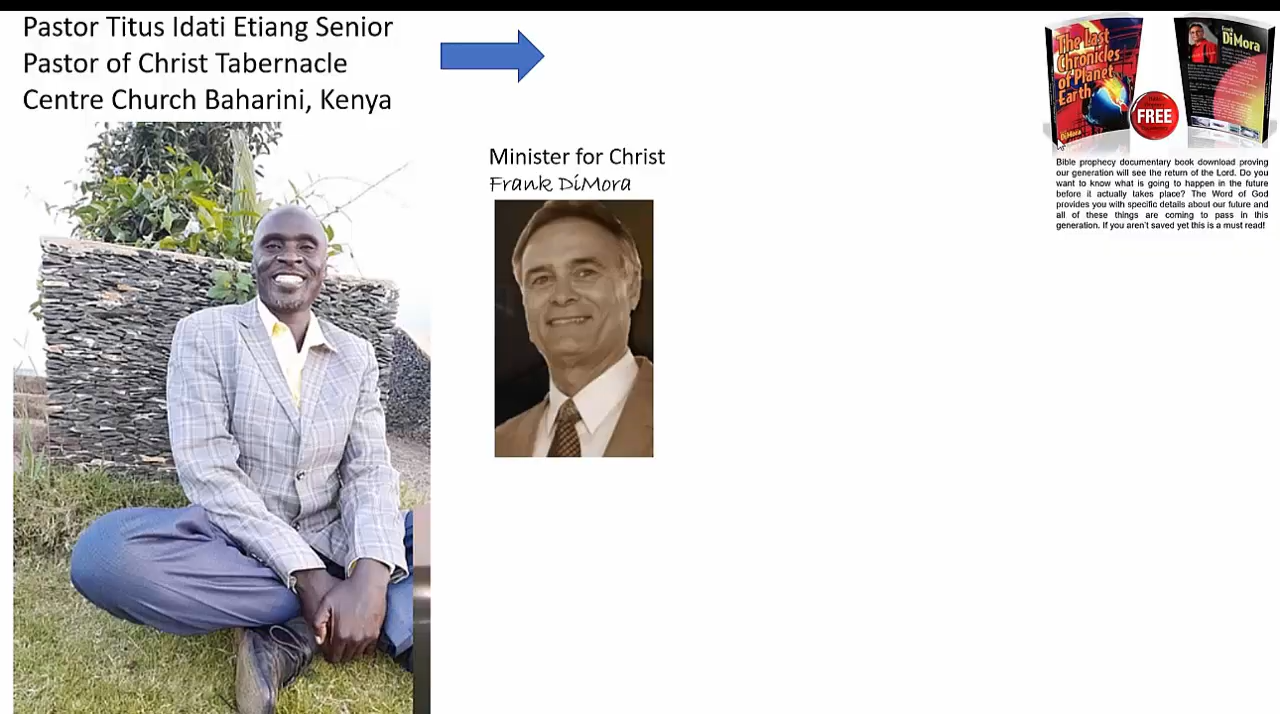 Pastor Titus Idati Etiang Senior
Pastor of Christ Tabernacle
Centre Church Baharini, Kenya
Minister for Christ
Frank DiMora
The Last
Chronicles
of Planet
Earth
DiMora
FREE
DiMora
Bible prophecy documentary book download proving
our generation will see the return of the Lord. Do you
want to know what is going to happen in the future
before it actually takes place? The Word of God
provides you with specific details about our future and
all of these things are coming to pass in this
generation. If you aren't saved yet this is a must read!